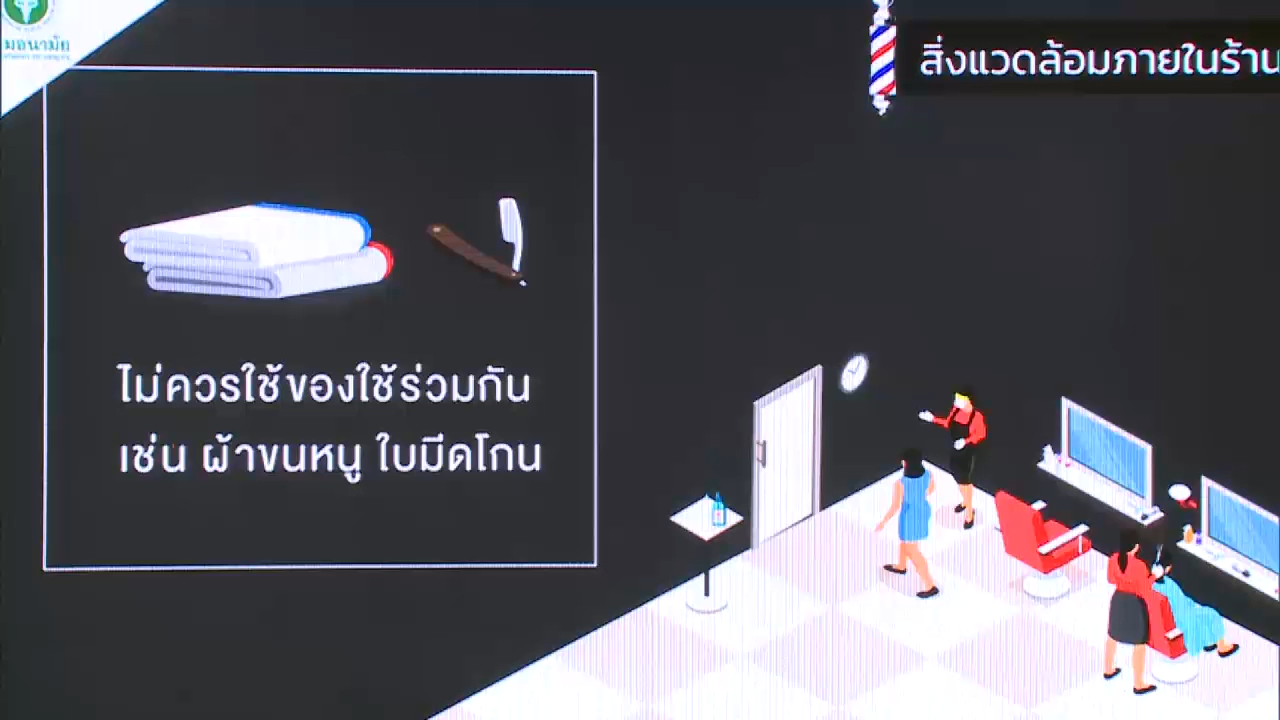 สิ่งแวดล้อมภายในร้าน
ไม่ควรใช้ของใช้ร่วมกัน
เช่น ผ้าขนหนู ใบมีดโกน